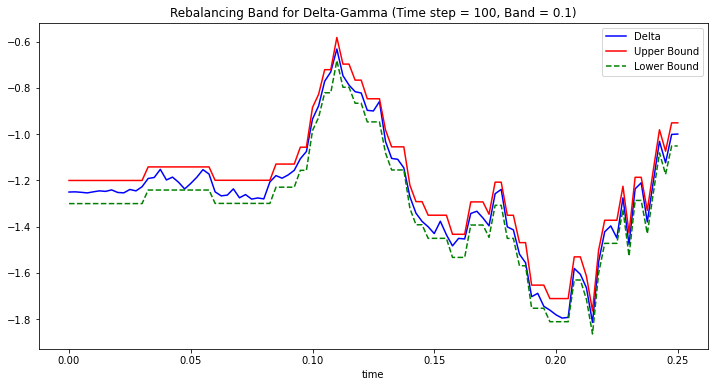 Rebalancing Band for Delta-Gamma (Time step = 100, Band = 0.1)
Delta
Upper Bound
Lower Bound
−0.6
−0.8
−1.0
−1.2
−1.4
−1.6
−1.8
0.00 0.05 0.10 0.15 0.20 0.25
time